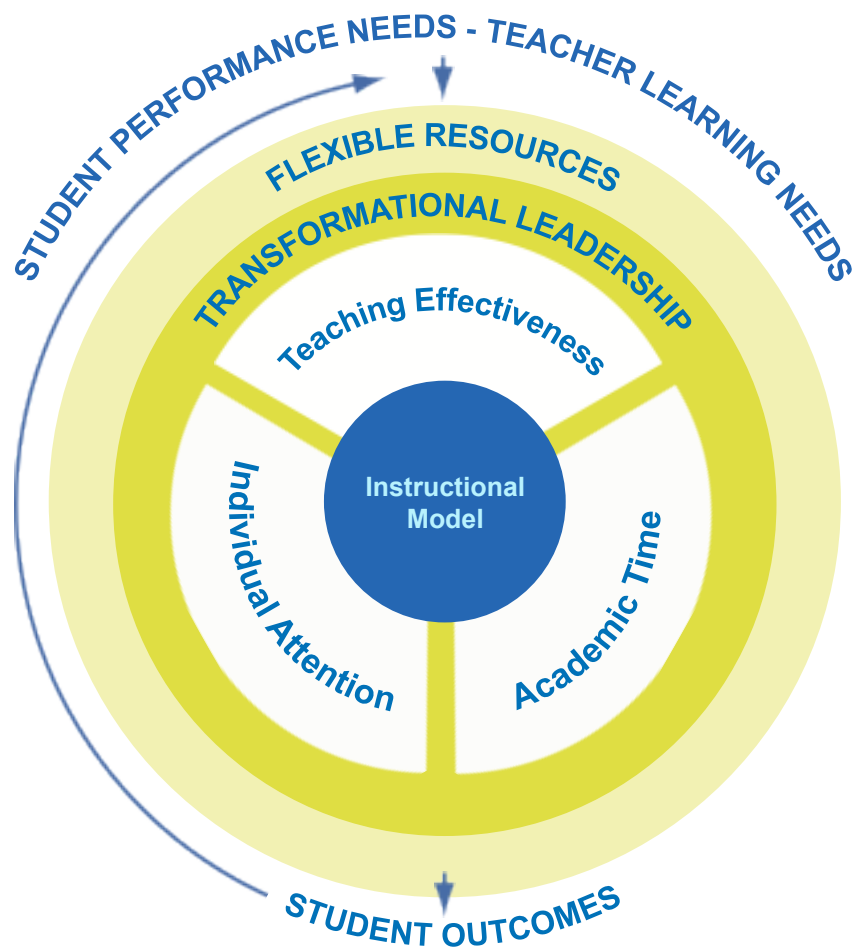 STUDENT PERFORMANCE NEEDS - TEACHER LEARNING NEEDS
FLEXIBLE RESOURCES
TRANSFORMATIONAL LEADERSHIP
Teaching Effectiveness
Instructional
Model
Individual Attention
Academic Time
STUDENT OUTCOMES